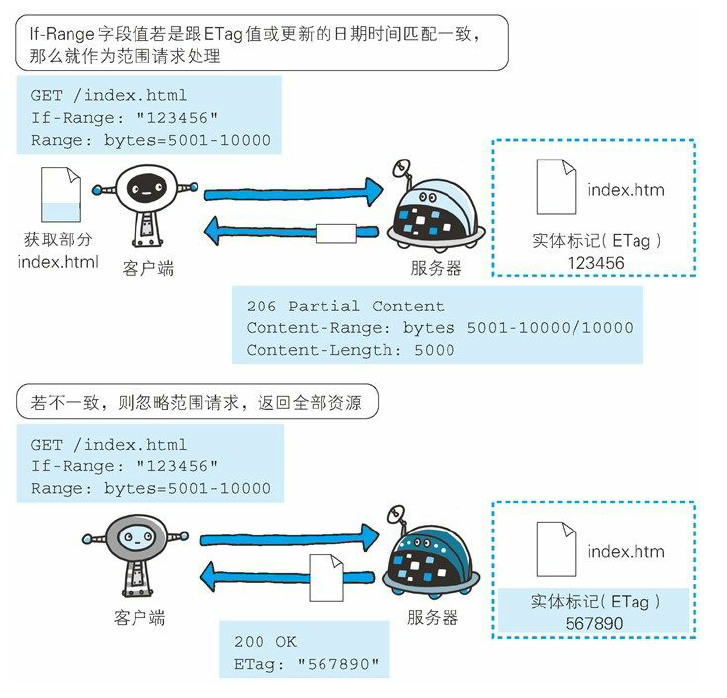 If-Range 字段值若是跟ETag 值或更新的日期时间匹配一致，
那么就作为范围请求处理
GET /index.html
If-Range: "123456"
Range: bytes=5001-10000
获取部分
index.html
客户端
服务器
index.htm
实体标记( ETag )
123456
206 Partial Content
Content-Range: bytes 5001-10000/10000
Content-Length: 5000
若不一致，则忽略范围请求，返回全部资源
GET /index.html
If-Range: "123456"
Range: bytes=5001-10000
客户端
服务器
index.htm
实体标记( ETag )
567890
200 OK
ETag: "567890"